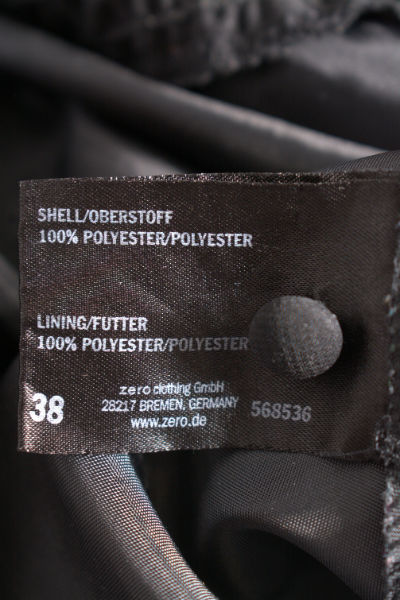 SHELL/OBERSTOFF
100% POLYESTER/POLYESTER
LINING/FUTTER
100% POLYESTER/POLYESTER
38
zero clothing GmbH
28217 BREMEN, GERMANY 568536
www.zero.de